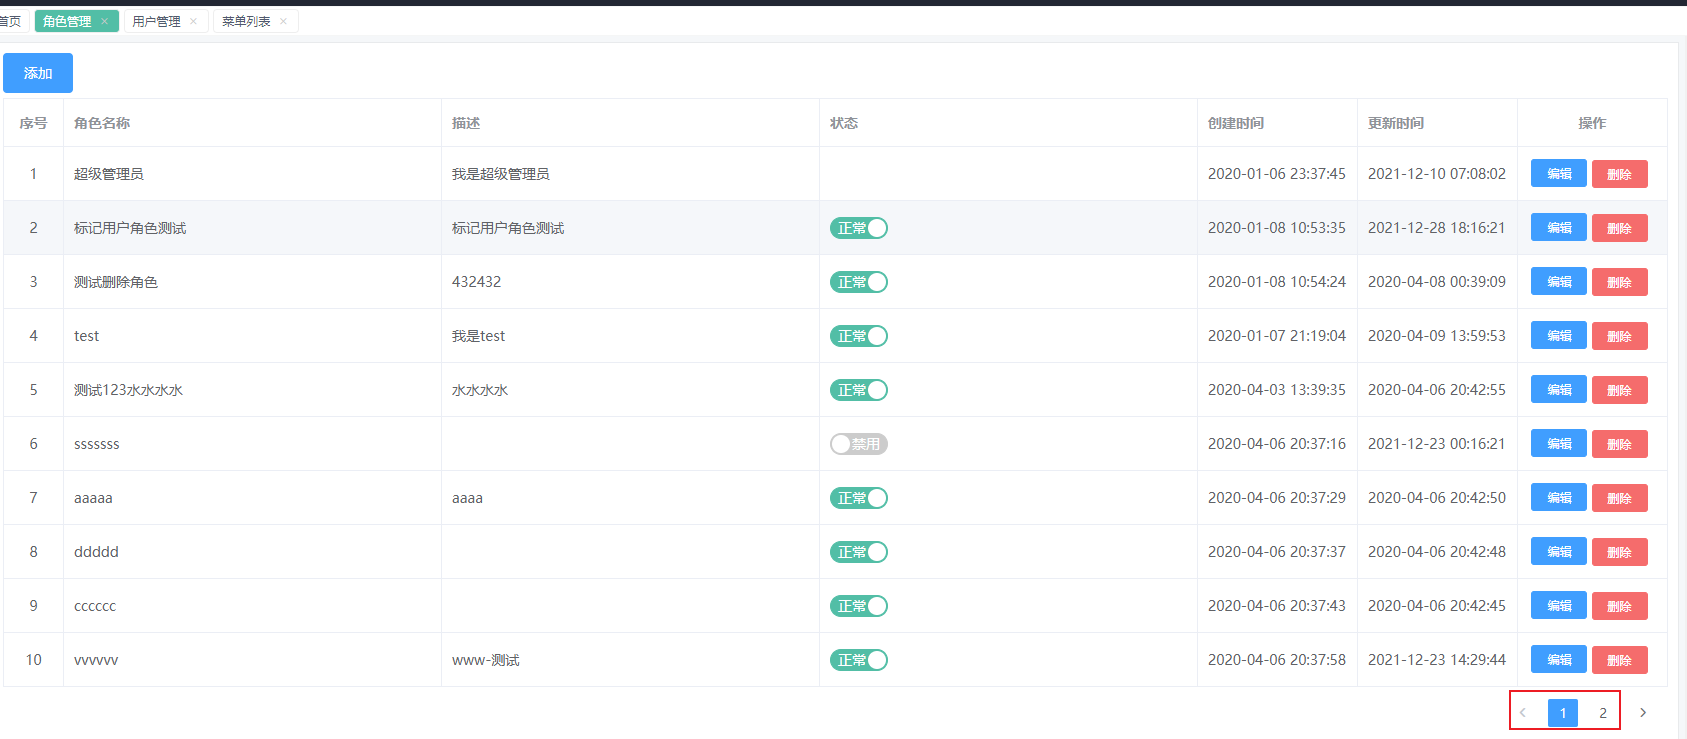 首页 角色管理 × 用户管理 × 菜单列表 ×
添加
序号 角色名称 描述 状态 创建时间 更新时间 操作
1 超级管理员 我是超级管理员 2020-01-06 23:37:45 2021-12-10 07:08:02 编辑 删除
2 标记用户角色测试 标记用户角色测试 正常 2020-01-08 10:53:35 2021-12-28 18:16:21 编辑 删除
3 测试删除角色 432432 正常 2020-01-08 10:54:24 2020-04-08 00:39:09 编辑 删除
4 test 我是test 正常 2020-01-07 21:19:04 2020-04-09 13:59:53 编辑 删除
5 测试123水水水水 水水水水 正常 2020-04-03 13:39:35 2020-04-06 20:42:55 编辑 删除
6 sssssss 禁用 2020-04-06 20:37:16 2021-12-23 00:16:21 编辑 删除
7 aaaaa aaaa 正常 2020-04-06 20:37:29 2020-04-06 20:42:50 编辑 删除
8 ddddd 正常 2020-04-06 20:37:37 2020-04-06 20:42:48 编辑 删除
9 cccccc 正常 2020-04-06 20:37:43 2020-04-06 20:42:45 编辑 删除
10 vvvvvv www-测试 正常 2020-04-06 20:37:58 2021-12-23 14:29:44 编辑 删除
< 1 2 >